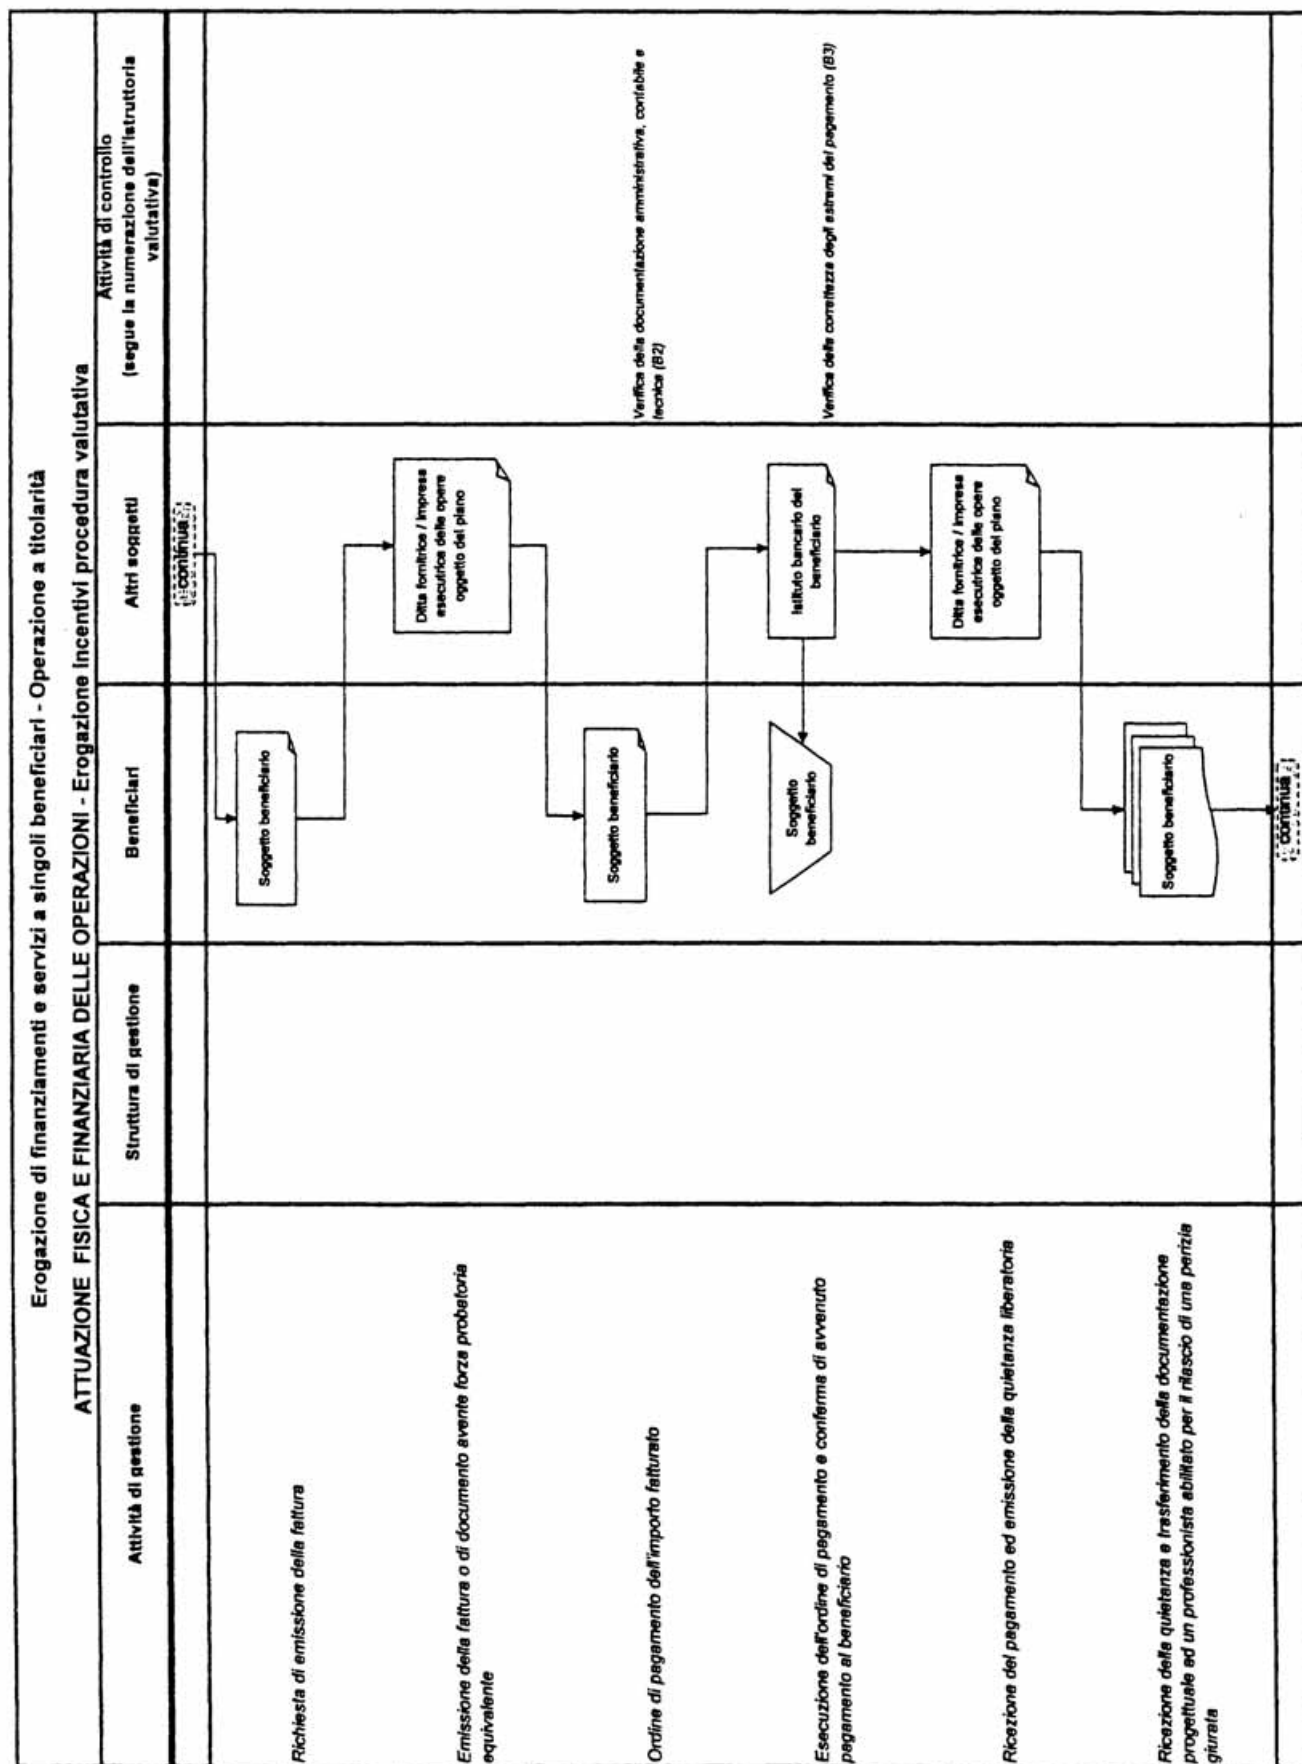 Erogazione di finanziamenti e servizi a singoli beneficiari - Operazione a titolarità
ATTUAZIONE FISICA E FINANZIARIA DELLE OPERAZIONI - Erogazione Incentivi procedura valutativa
Attività di gestione
Struttura di gestione
Beneficiari
Altri soggetti
Attività di controllo
(segue la numerazione dell'istruttoria
valutativa)
continua
Richiesta di emissione della fattura
Soggetto beneficiario
Emissione della fattura o di documento avente forza probatoria
equivalente
Ditta fornitrice / Impresa
esecutrice delle opere
oggetto del piano
Ordine di pagamento dell'importo fatturato
Soggetto beneficiario
Verifica della documentazione amministrativa, contabile e
tecnica (B2)
Esecuzione dell'ordine di pagamento e conferma di avvenuto
pagamento al beneficiario
Soggetto
beneficiario
Istituto bancario del
beneficiario
Verifica della correttezza degli estremi del pagamento (B3)
Ricezione del pagamento ed emissione della quietanza liberatoria
Ditta fornitrice / Impresa
esecutrice delle opere
oggetto del piano
Ricezione della quietanza e trasferimento della documentazione
progettuale ad un professionista abilitato per il rilascio di una perizia
giurata
Soggetto beneficiario
continua